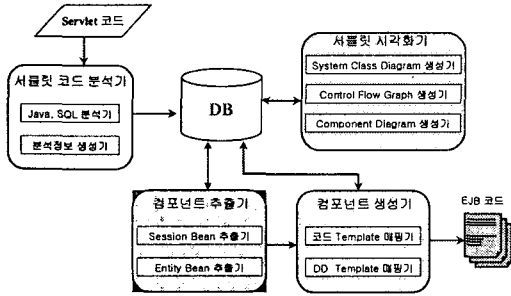 Servlet 코드
서블릿 코드 분석기
Java, SQL 분석기
분석정보 생성기
DB
서블릿 시각화기
System Class Diagram 생성기
Control Flow Graph 생성기
Component Diagram 생성기
컴포넌트 추출기
Session Bean 추출기
Entity Bean 추출기
컴포넌트 생성기
코드 Template 매핑기
DD Template 매핑기
EJB 코드